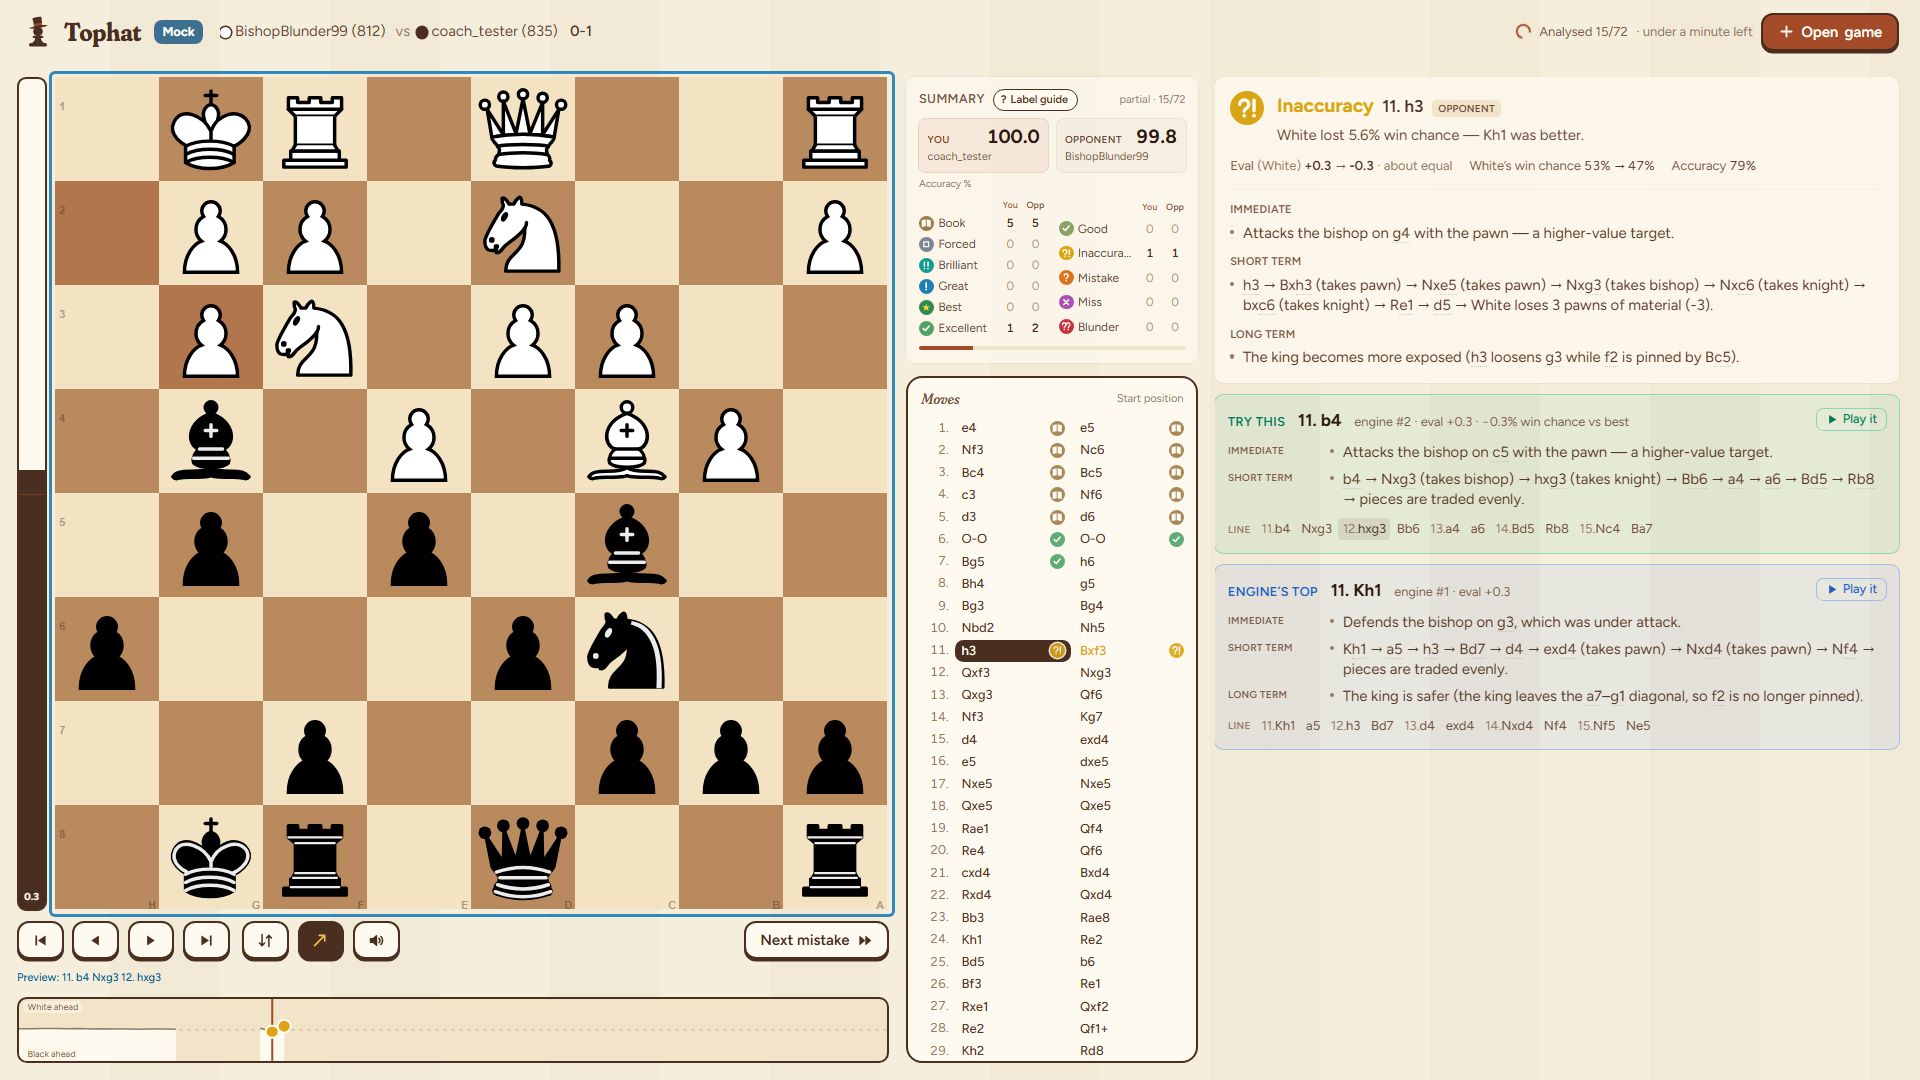 Tophat Mock BishopBlunder99 (812) vs coach_tester (835) 0-1
Analysed 15/72 · under a minute left + Open game
1
2
3
4
5
6
7
8
H G F E D C B A
0.3
Next mistake
Preview: 11. b4 Nxg3 12. hxg3
White ahead
Black ahead
SUMMARY ? Label guide partial · 15/72
YOU 100.0 OPPONENT 99.8
coach_tester BishopBlunder99
Accuracy %
You Opp You Opp
Book 5 5
Forced 0 0
Brilliant 0 0
Great 0 0
Best 0 0
Excellent 1 2
Good 0 0
Inaccura... 1 1
Mistake 0 0
Miss 0 0
Blunder 0 0
Moves Start position
1. e4 e5
2. Nf3 Nc6
3. Bc4 Bc5
4. c3 Nf6
5. d3 d6
6. O-O O-O
7. Bg5 h6
8. Bh4 g5
9. Bg3 Bg4
10. Nbd2 Nh5
11. h3 ?! Bxf3 ?!
12. Qxf3 Nxg3
13. Qxg3 Qf6
14. Nf3 Kg7
15. d4 exd4
16. e5 dxe5
17. Nxe5 Nxe5
18. Qxe5 Qxe5
19. Rae1 Qf4
20. Re4 Qf6
21. cxd4 Bxd4
22. Rxd4 Qxd4
23. Bb3 Rae8
24. Kh1 Re2
25. Bd5 b6
26. Bf3 Re1
27. Rxe1 Qxf2
28. Re2 Qf1+
29. Kh2 Rd8
?! Inaccuracy 11. h3 OPPONENT
White lost 5.6% win chance — Kh1 was better.
Eval (White) +0.3 → -0.3 · about equal White's win chance 53% → 47% Accuracy 79%
IMMEDIATE
• Attacks the bishop on g4 with the pawn — a higher-value target.
SHORT TERM
• h3 → Bxh3 (takes pawn) → Nxe5 (takes pawn) → Nxg3 (takes bishop) → Nxc6 (takes knight) →
bxc6 (takes knight) → Re1 → d5 → White loses 3 pawns of material (-3).
LONG TERM
• The king becomes more exposed (h3 loosens g3 while f2 is pinned by Bc5).
TRY THIS 11. b4 engine #2 · eval +0.3 · −0.3% win chance vs best Play it
IMMEDIATE • Attacks the bishop on c5 with the pawn — a higher-value target.
SHORT TERM • b4 → Nxg3 (takes bishop) → hxg3 (takes knight) → Bb6 → a4 → a6 → Bd5 → Rb8
→ pieces are traded evenly.
LINE 11.b4 Nxg3 12.hxg3 Bb6 13.a4 a6 14.Bd5 Rb8 15.Nc4 Ba7
ENGINE'S TOP 11. Kh1 engine #1 · eval +0.3 Play it
IMMEDIATE • Defends the bishop on g3, which was under attack.
SHORT TERM • Kh1 → a5 → h3 → Bd7 → d4 → exd4 (takes pawn) → Nxd4 (takes pawn) → Nf4 →
pieces are traded evenly.
LONG TERM • The king is safer (the king leaves the a7–g1 diagonal, so f2 is no longer pinned).
LINE 11.Kh1 a5 12.h3 Bd7 13.d4 exd4 14.Nxd4 Nf4 15.Nf5 Ne5